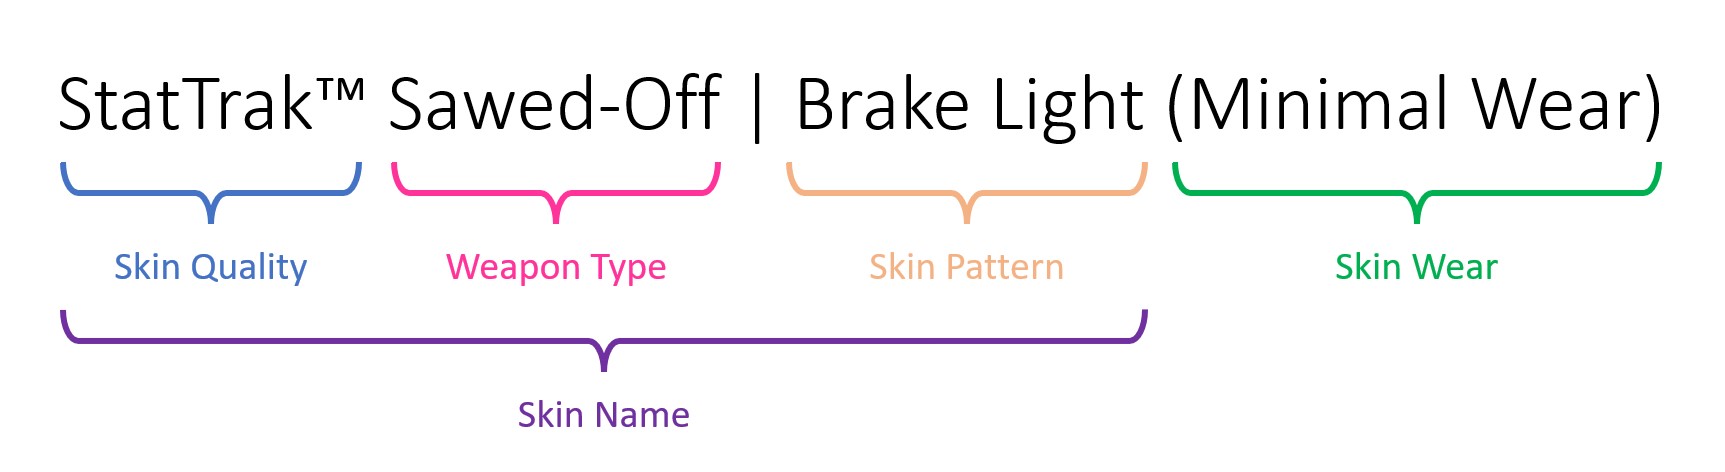 StatTrak™ Sawed-Off | Brake Light (Minimal Wear)
Skin Quality Weapon Type Skin Pattern Skin Wear
Skin Name